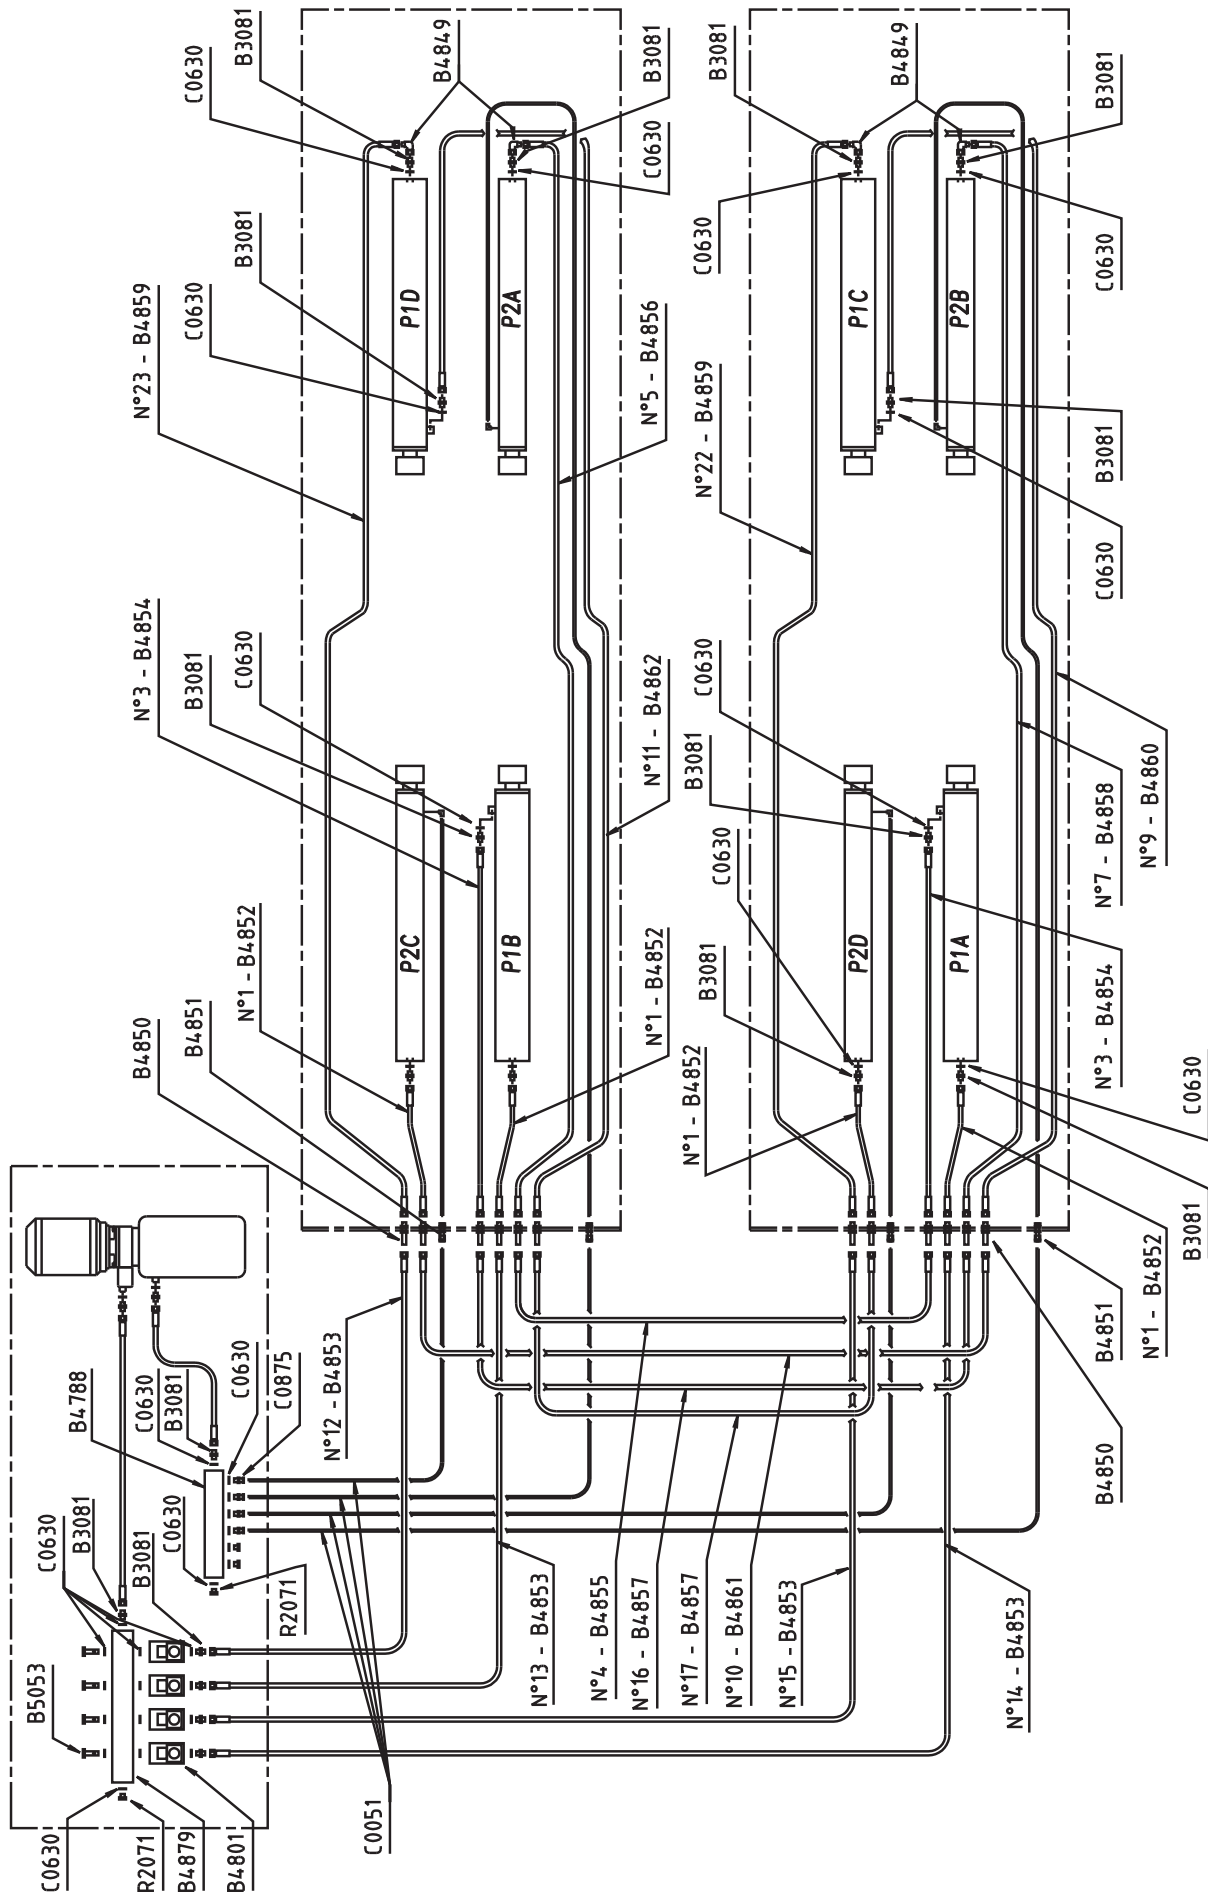 C0630
B3081
B4849
B3081
C0630
B3081
C0630
N°23 - B4859
P1D
P2A
N°5 - B4856
B3081
B4849
B3081
C0630
C0630
P1C
P2B
N°22 - B4859
B3081
C0630
N°3 - B4854
B3081
C0630
N°11 - B4862
P2C
P1B
N°1 - B4852
N°1 - B4852
B4850
B4851
C0630
B3081
C0630
B3081
N°1 - B4852
P2D
P1A
N°7 - B4858
N°9 - B4860
N°3 - B4854
C0630
B3081
N°1 - B4852
B4851
B4850
B4788
C0630
B3081
C0630
C0875
N°12 - B4853
C0630
B3081
B3081
C0630
R2071
B5053
C0630
R2071
B4879
B4801
C0051
N°13 - B4853
N°4 - B4855
N°16 - B4857
N°17 - B4857
N°10 - B4861
N°15 - B4853
N°14 - B4853